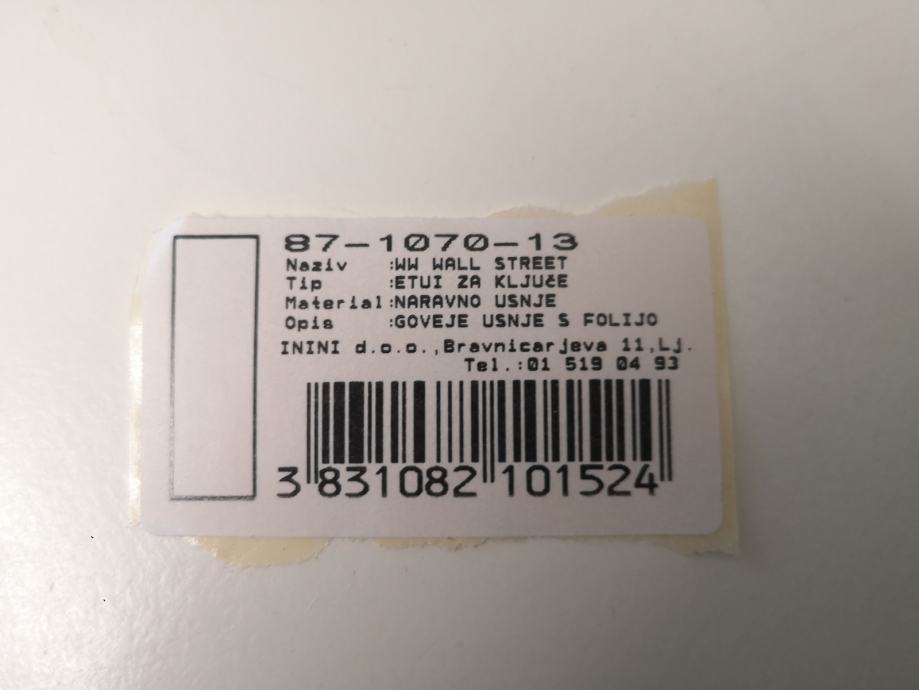 87-1070-13
Naziv :WW WALL STREET
Tip :ETUI ZA KLJUčE
Material:NARAVNO USNJE
Opis :GOVEJE USNJE S FOLIJO
ININI d.o.o.,Bravnicarjeva 11,Lj.
Tel.:01 519 04 93
3 831082 101524